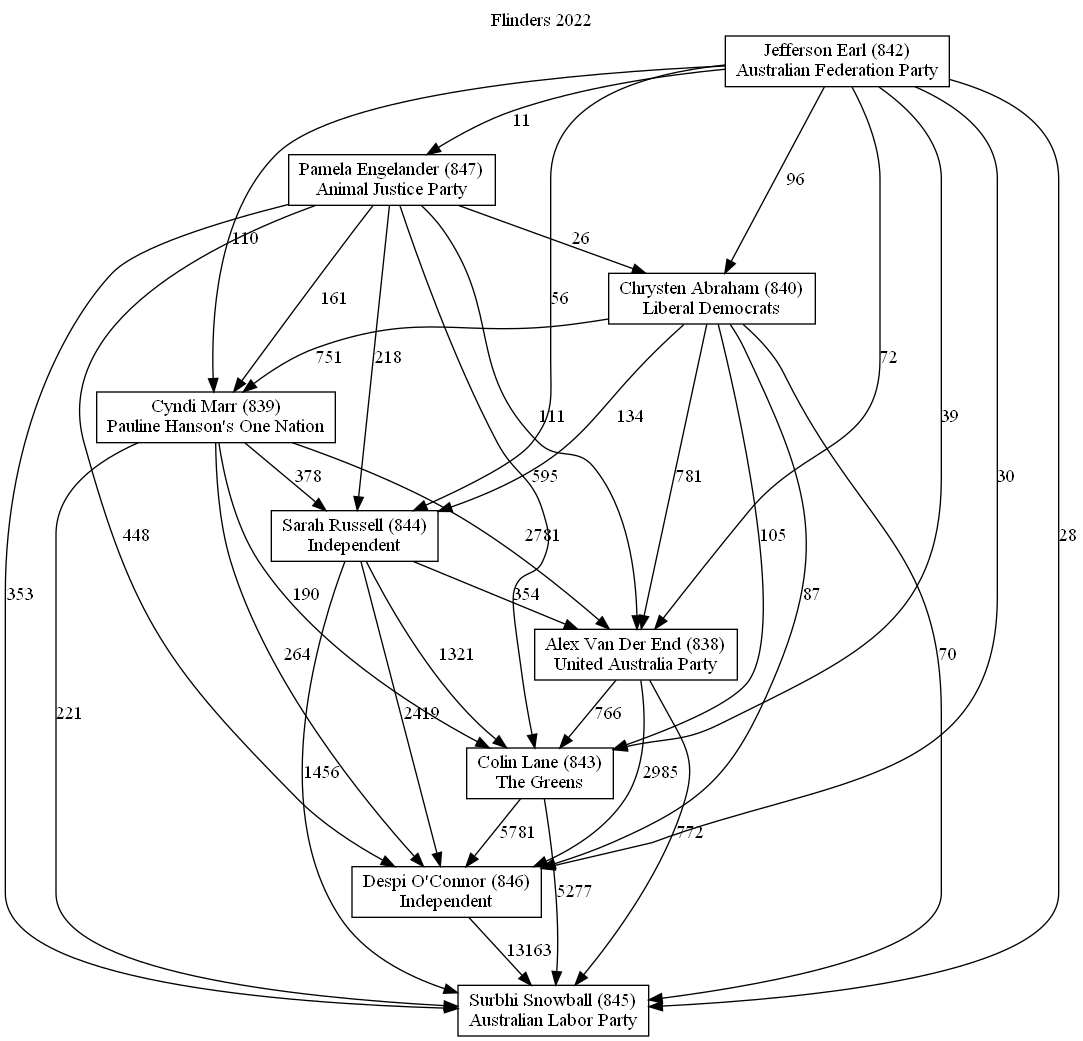 Flinders 2022
Jefferson Earl (842)
Australian Federation Party
11
Pamela Engelander (847)
Animal Justice Party
96
110
26
Chrysten Abraham (840)
Liberal Democrats
161
56
751
218
72
Cyndi Marr (839)
Pauline Hanson's One Nation
111
134
39
378
595
781
30
Sarah Russell (844)
Independent
448
2781
105
28
353
190
354
87
Alex Van Der End (838)
United Australia Party
264
1321
70
221
2419
766
Colin Lane (843)
The Greens
1456
2985
5781
772
Despi O'Connor (846)
Independent
5277
13163
Surbhi Snowball (845)
Australian Labor Party